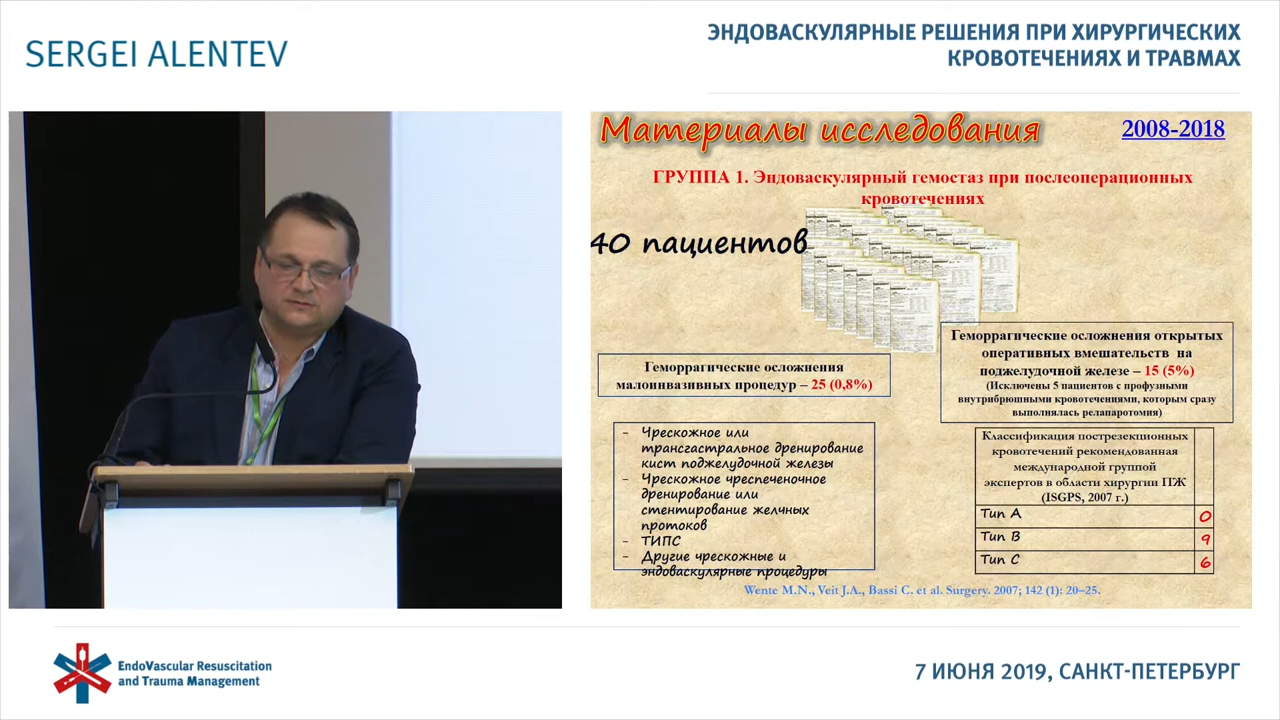 SERGEI ALENTEV
ЭНДОВАСКУЛЯРНЫЕ РЕШЕНИЯ ПРИ ХИРУРГИЧЕСКИХ
КРОВОТЕЧЕНИЯХ И ТРАВМАХ
Материалы исследования
2008-2018
ГРУППА 1. Эндоваскулярный гемостаз при послеоперационных
кровотечениях
40 пациентов
Геморрагические осложнения
малоинвазивных процедур – 25 (0,8%)
- Чрескожное или
трансгастральное дренирование
кист поджелудочной железы
- Чрескожное чреспеченочное
дренирование или
стентирование желчных
протоков
- ТИПС
- Другие чрескожные и
эндоваскулярные процедуры
Геморрагические осложнения открытых
оперативных вмешательств на
поджелудочной железе – 15 (5%)
(Исключены 5 пациентов с профузными
внутрибрюшными кровотечениями, которым сразу
выполнялась релапаротомия)
Классификация пострезекционных
кровотечений рекомендованная
международной группой
экспертов в области хирургии ПЖ
(ISGPS, 2007 г.)
Тип А 0
Тип В 9
Тип С 6
Wente M.N., Veit J.A., Bassi C. et al. Surgery. 2007; 142 (1): 20–25.
EndoVascular Resuscitation
and Trauma Management
7 ИЮНЯ 2019, САНКТ-ПЕТЕРБУРГ